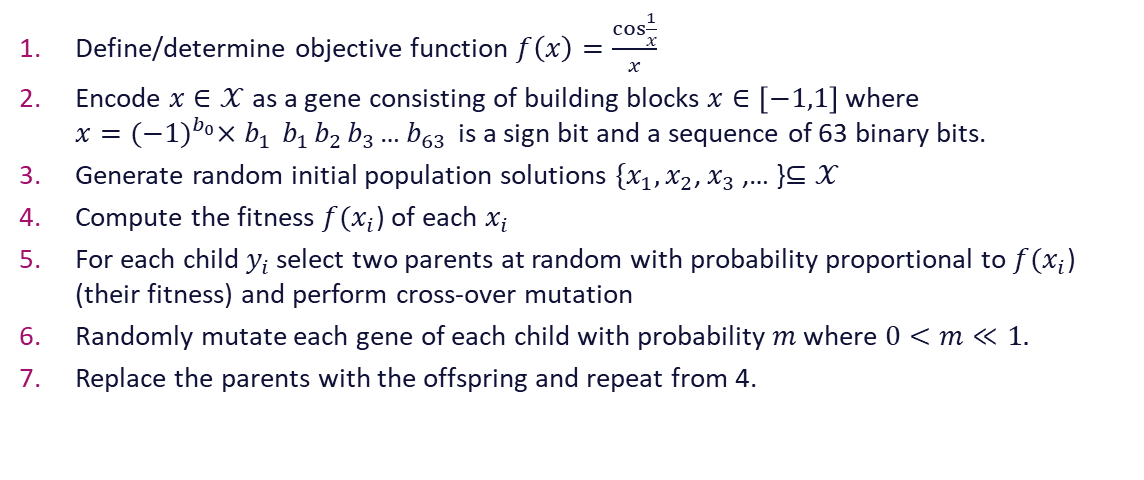 1. Define/determine objective function f(x) = cos 1/x / x
2. Encode x ∈ 𝒳 as a gene consisting of building blocks x ∈ [−1,1] where
x = (−1)^b₀ × b₁ b₁ b₂ b₃ ... b₆₃ is a sign bit and a sequence of 63 binary bits.
3. Generate random initial population solutions {x₁, x₂, x₃ ,... }⊆ 𝒳
4. Compute the fitness f(xᵢ) of each xᵢ
5. For each child yᵢ select two parents at random with probability proportional to f(xᵢ)
(their fitness) and perform cross-over mutation
6. Randomly mutate each gene of each child with probability m where 0 < m ≪ 1.
7. Replace the parents with the offspring and repeat from 4.